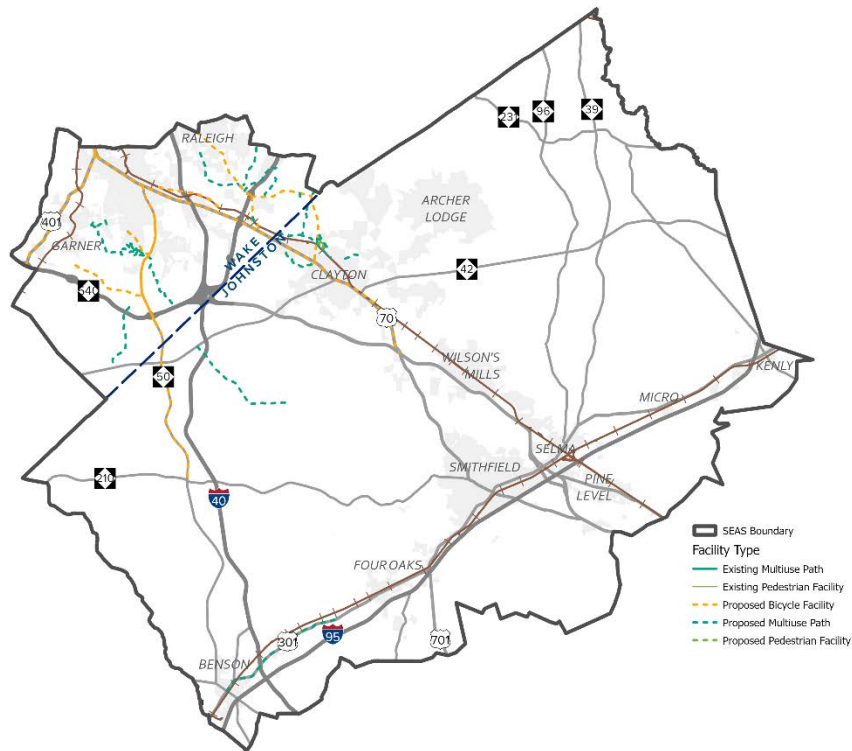 231
96
39
RALEIGH
ARCHER
LODGE
401
GARNER
WAKE
JOHNSTON
CLAYTON
42
540
70
50
WILSON'S
MILLS
KENLY
MICRO
SELMA
SMITHFIELD
PINE
LEVEL
210
40
FOUR OAKS
301
95
701
BENSON
SEAS Boundary
Facility Type
Existing Multiuse Path
Existing Pedestrian Facility
Proposed Bicycle Facility
Proposed Multiuse Path
Proposed Pedestrian Facility